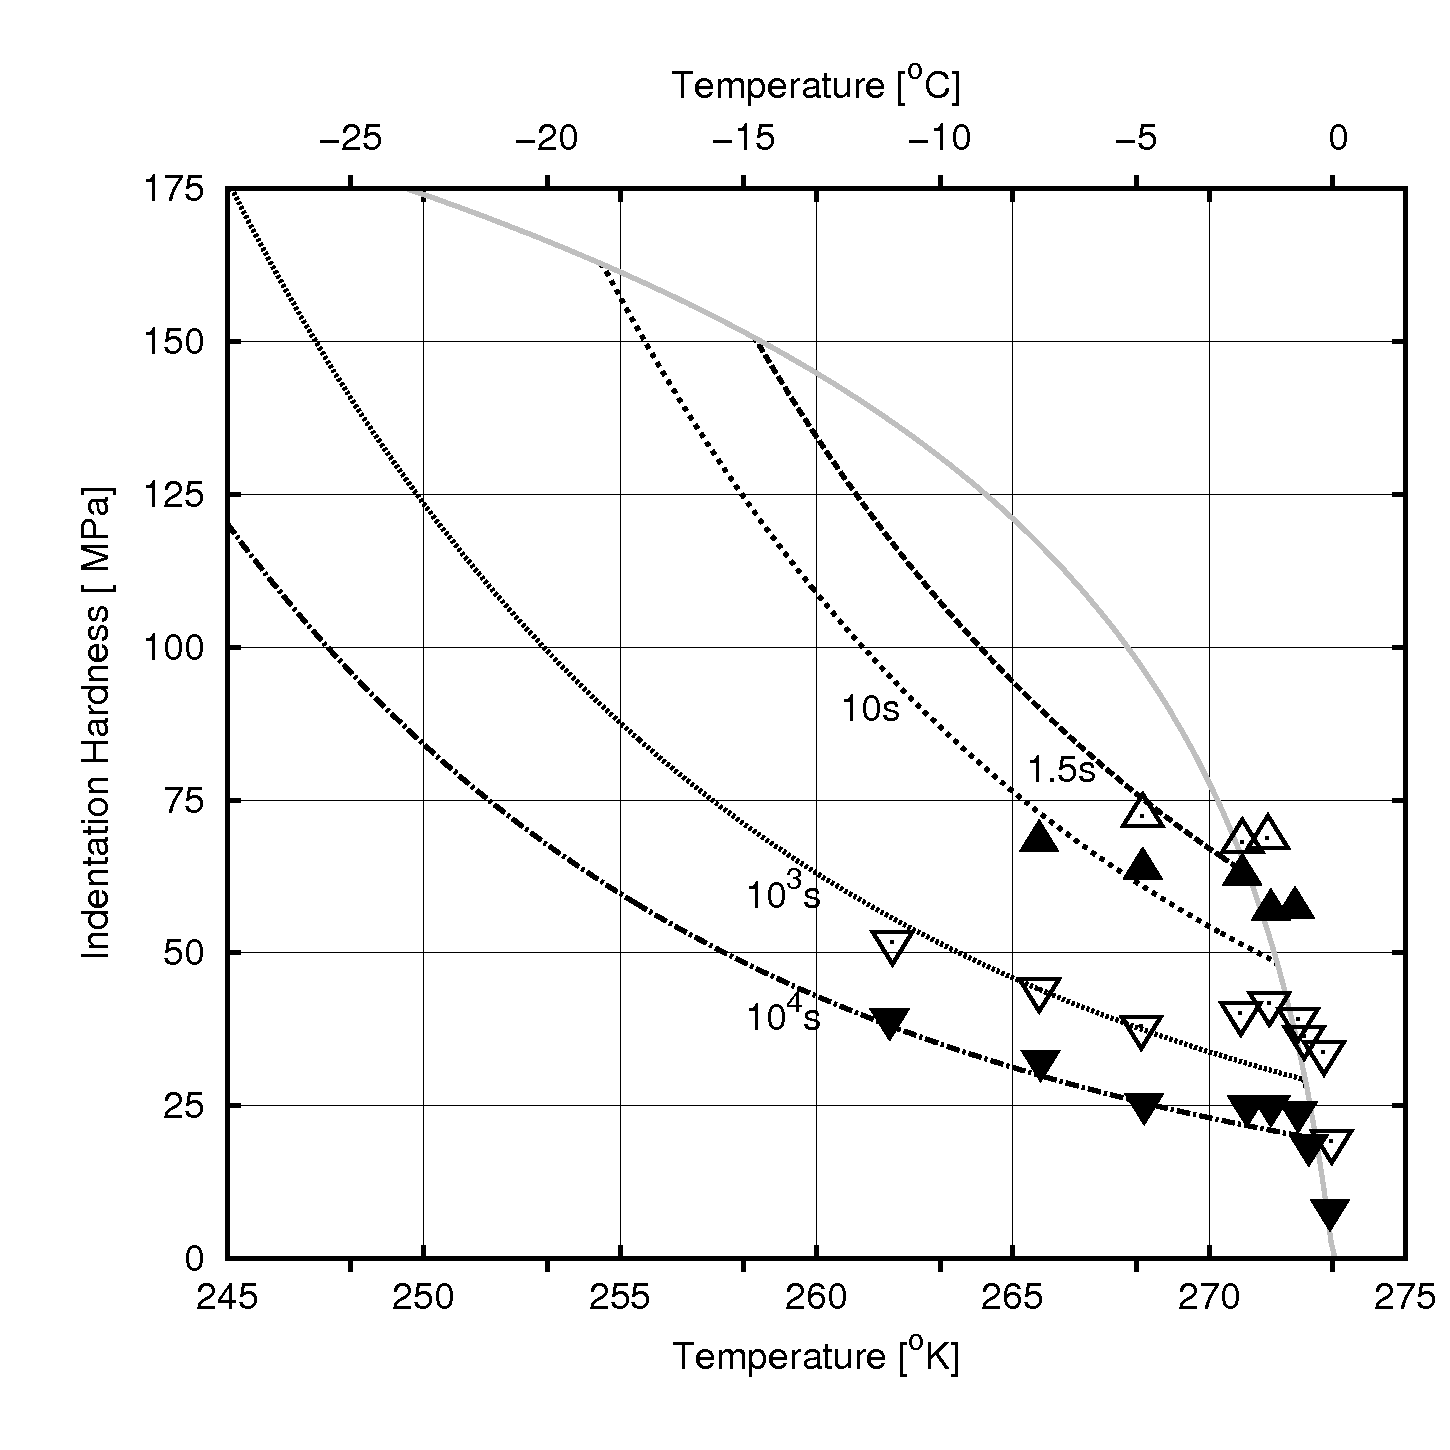 Temperature [°C]
−25 −20 −15 −10 −5 0
175
150
125
100
75
50
25
0
Indentation Hardness [ MPa]
10s
1.5s
10³s
10⁴s
245 250 255 260 265 270 275
Temperature [°K]